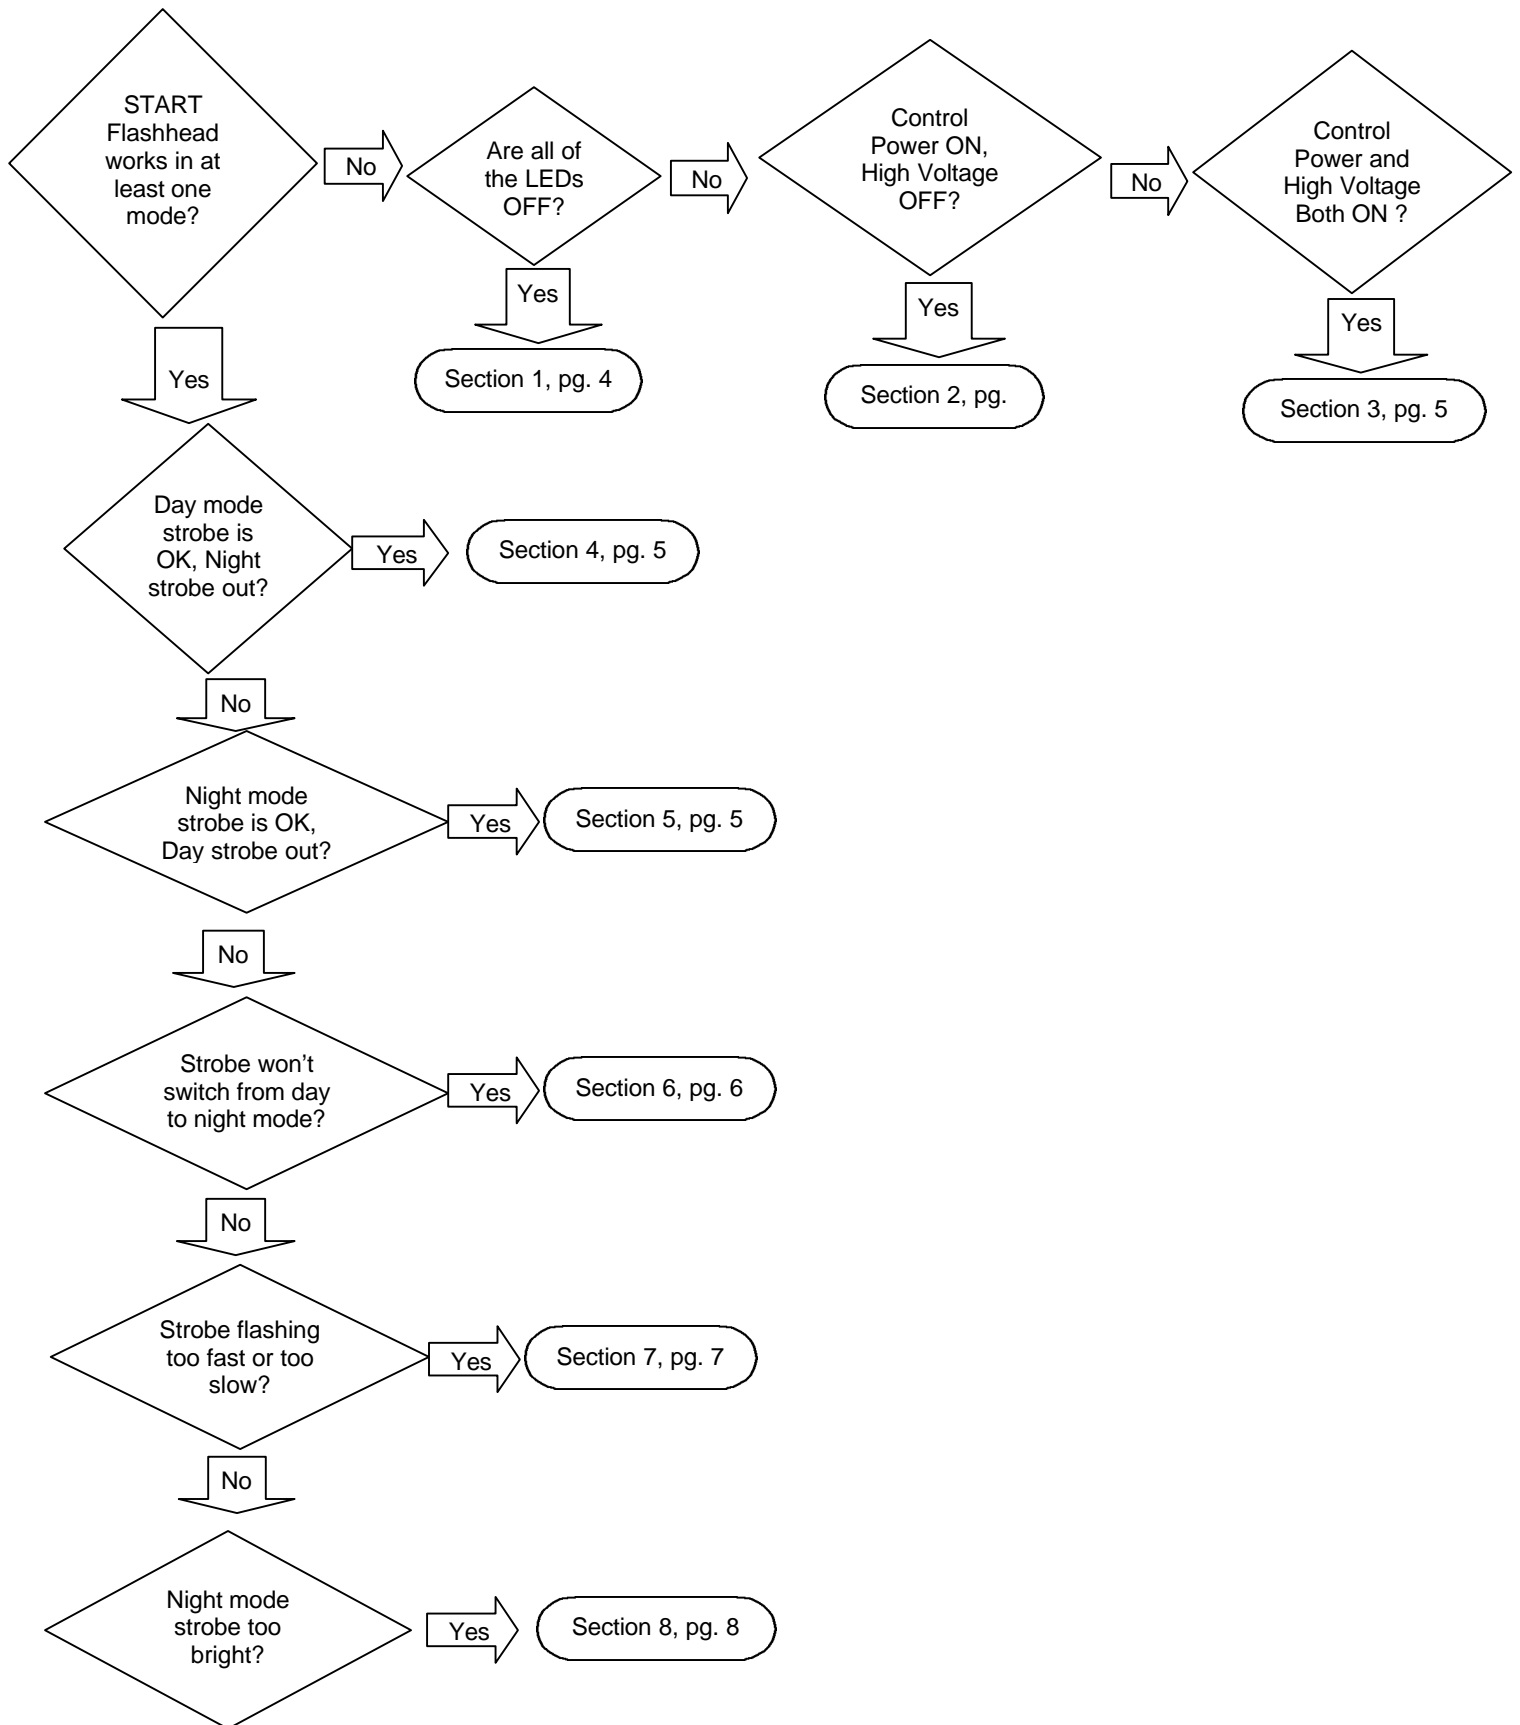 START
Flashhead
works in at
least one
mode?
No
Are all of
the LEDs
OFF?
No
Control
Power ON,
High Voltage
OFF?
No
Control
Power and
High Voltage
Both ON ?
Yes
Yes
Yes
Yes
Section 1, pg. 4
Section 2, pg.
Section 3, pg. 5
Day mode
strobe is
OK, Night
strobe out?
Yes
Section 4, pg. 5
No
Night mode
strobe is OK,
Day strobe out?
Yes
Section 5, pg. 5
No
Strobe won’t
switch from day
to night mode?
Yes
Section 6, pg. 6
No
Strobe flashing
too fast or too
slow?
Yes
Section 7, pg. 7
No
Night mode
strobe too
bright?
Yes
Section 8, pg. 8